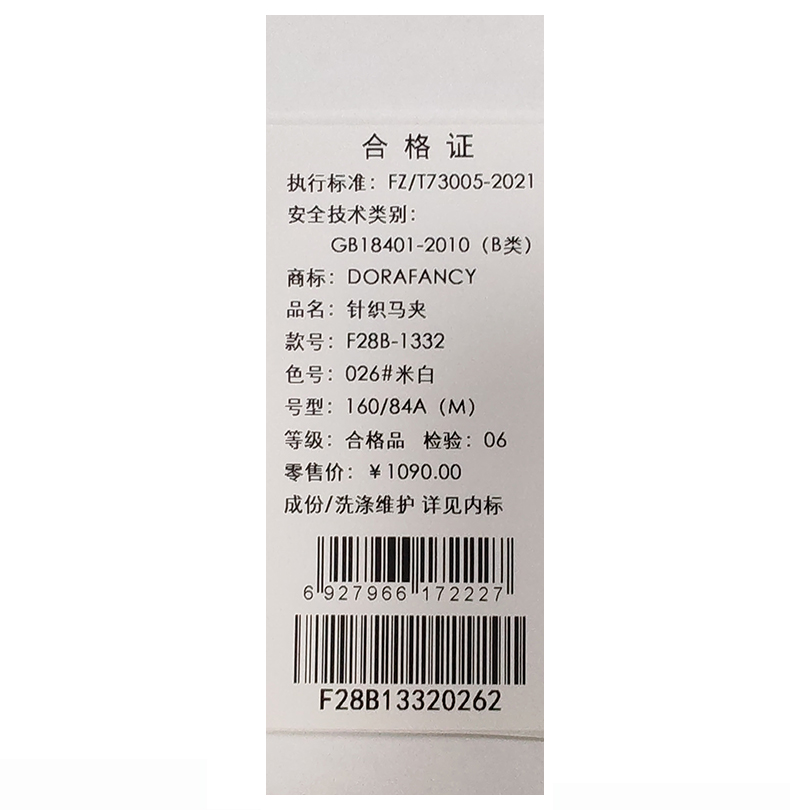 合格证
执行标准：FZ/T73005-2021
安全技术类别：
GB18401-2010（B类）
商标：DORAFANCY
品名：针织马夹
款号：F28B-1332
色号：026#米白
号型：160/84A（M）
等级：合格品 检验：06
零售价：￥1090.00
成份/洗涤维护 详见内标
6 927966 172227
F28B13320262